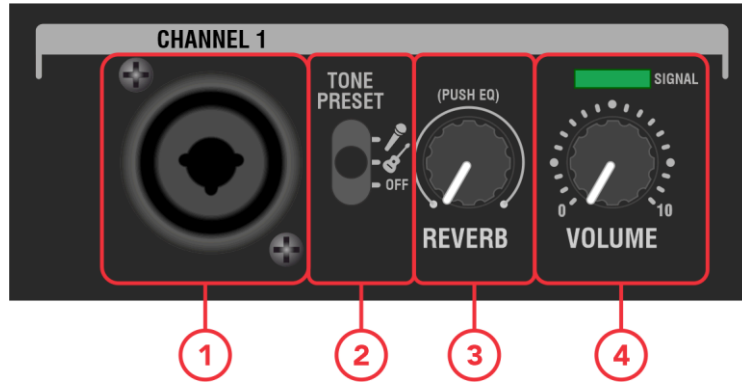 CHANNEL 1
TONE
PRESET
OFF
(PUSH EQ)
REVERB
SIGNAL
0
10
VOLUME
1
2
3
4